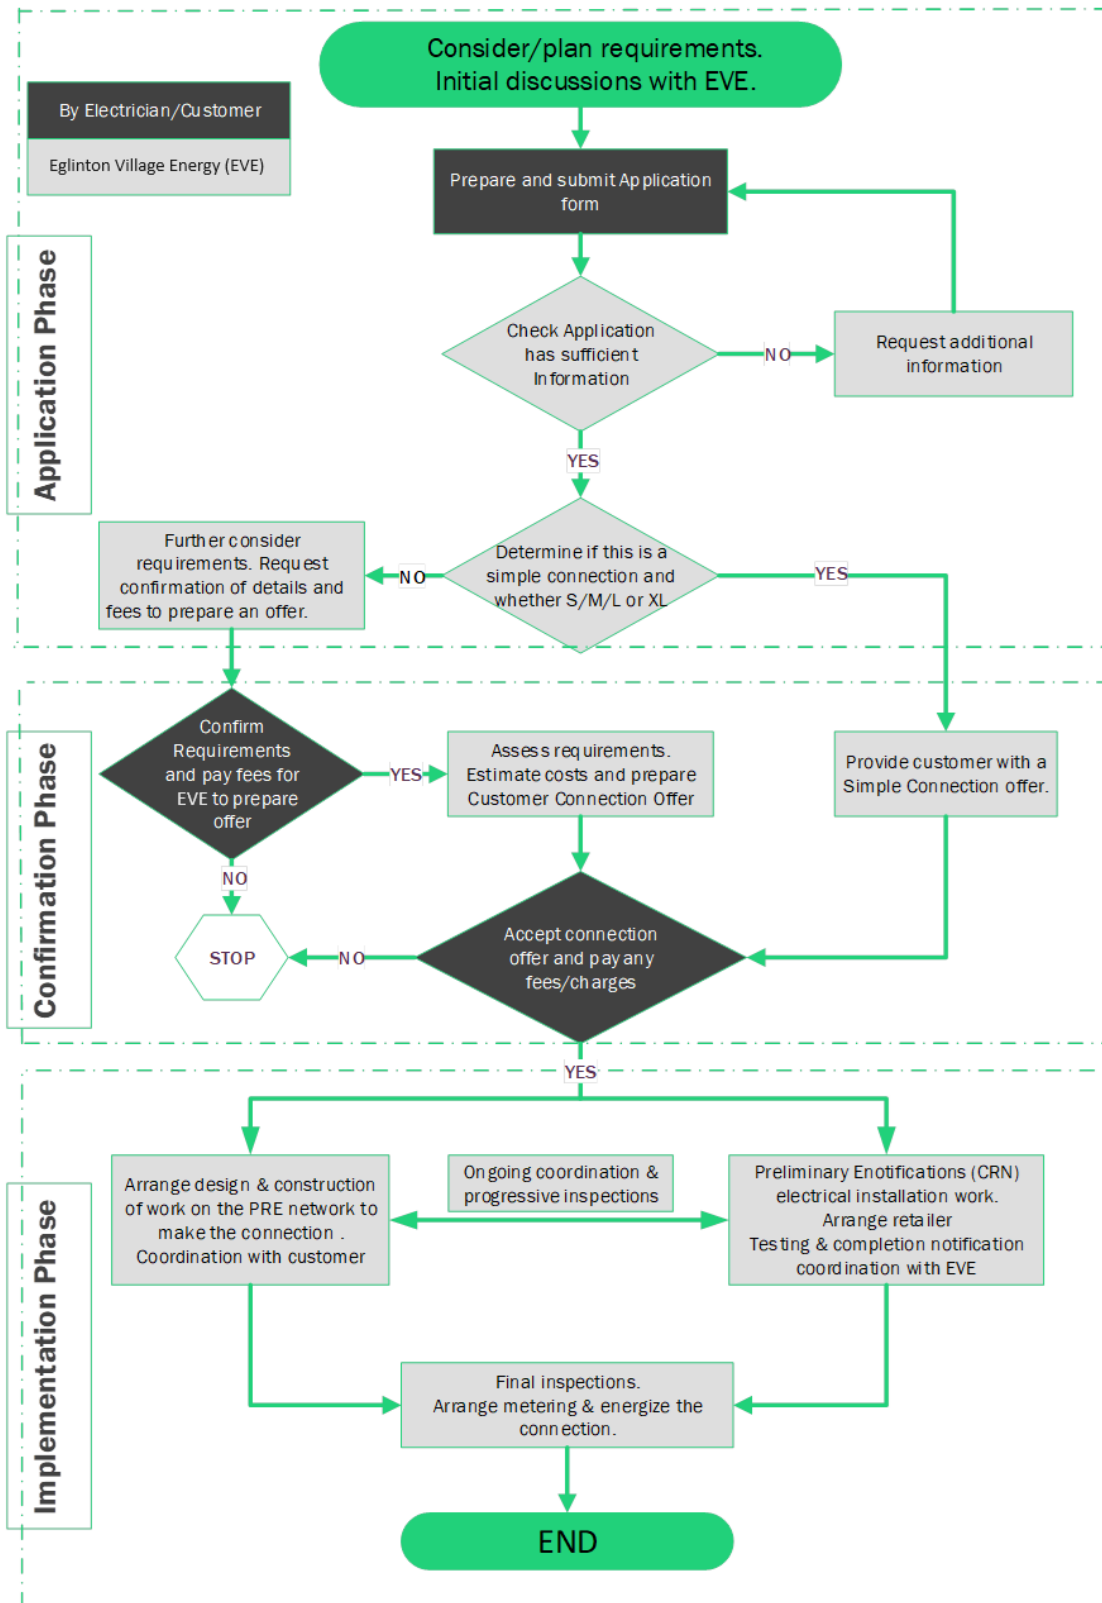 Consider/plan requirements.
Initial discussions with EVE.
By Electrician/Customer
Eglinton Village Energy (EVE)
Prepare and submit Application
form
Application Phase
Check Application
has sufficient
Information
NO
Request additional
information
YES
Further consider
requirements. Request
confirmation of details and
fees to prepare an offer.
NO
Determine if this is a
simple connection and
whether S/M/L or XL
YES
Confirmation Phase
Confirm
Requirements
and pay fees for
EVE to prepare
offer
YES
Assess requirements.
Estimate costs and prepare
Customer Connection Offer
Provide customer with a
Simple Connection offer.
NO
STOP
NO
Accept connection
offer and pay any
fees/charges
YES
Implementation Phase
Arrange design & construction
of work on the PRE network to
make the connection .
Coordination with customer
Ongoing coordination &
progressive inspections
Preliminary Enotifications (CRN)
electrical installation work.
Arrange retailer
Testing & completion notification
coordination with EVE
Final inspections.
Arrange metering & energize the
connection.
END